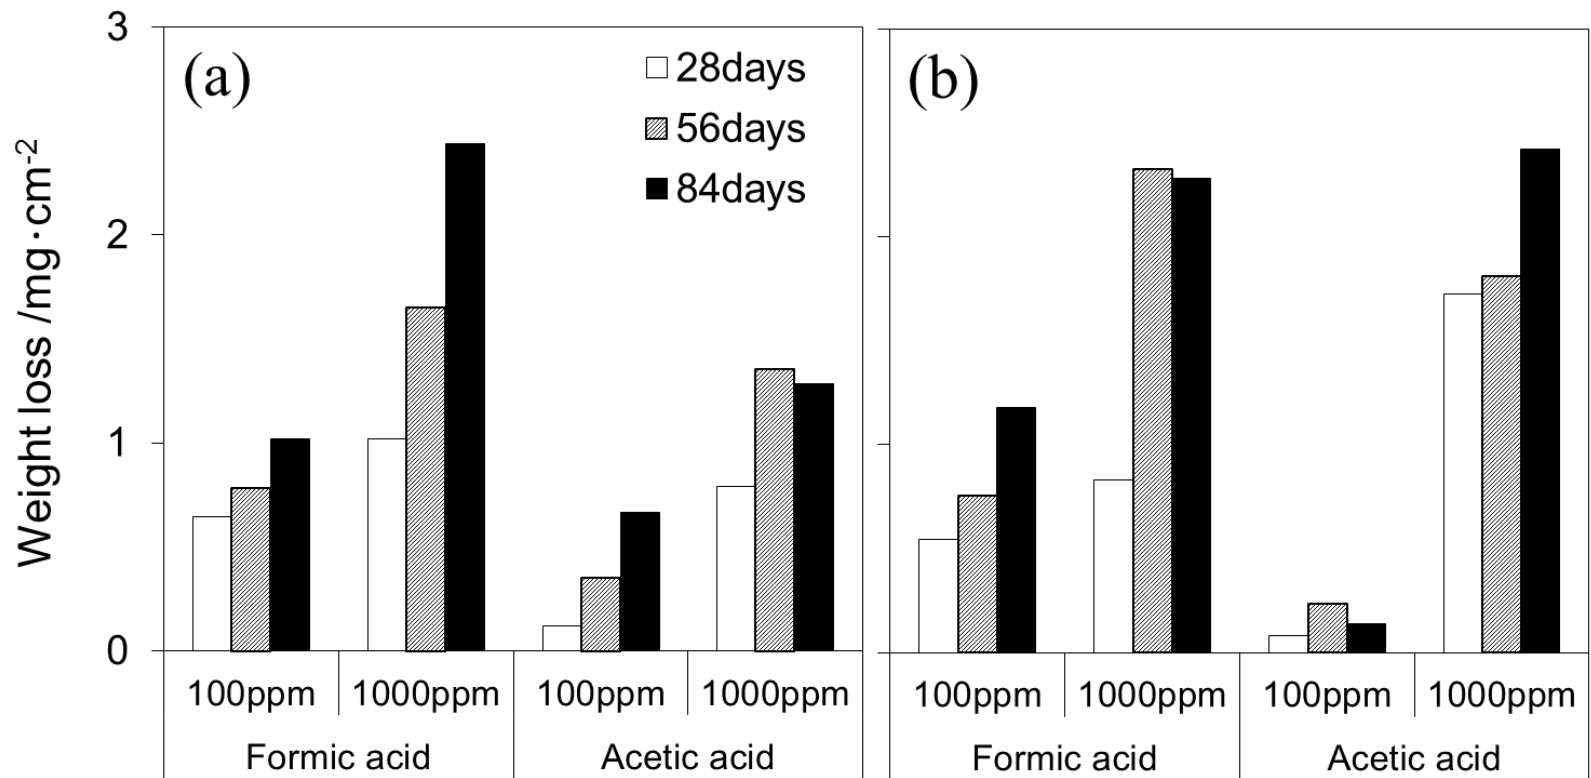 3
(a)
28days
56days
84days
(b)
Weight loss /mg·cm-2
2
1
0
100ppm 1000ppm 100ppm 1000ppm
Formic acid Acetic acid
100ppm 1000ppm 100ppm 1000ppm
Formic acid Acetic acid